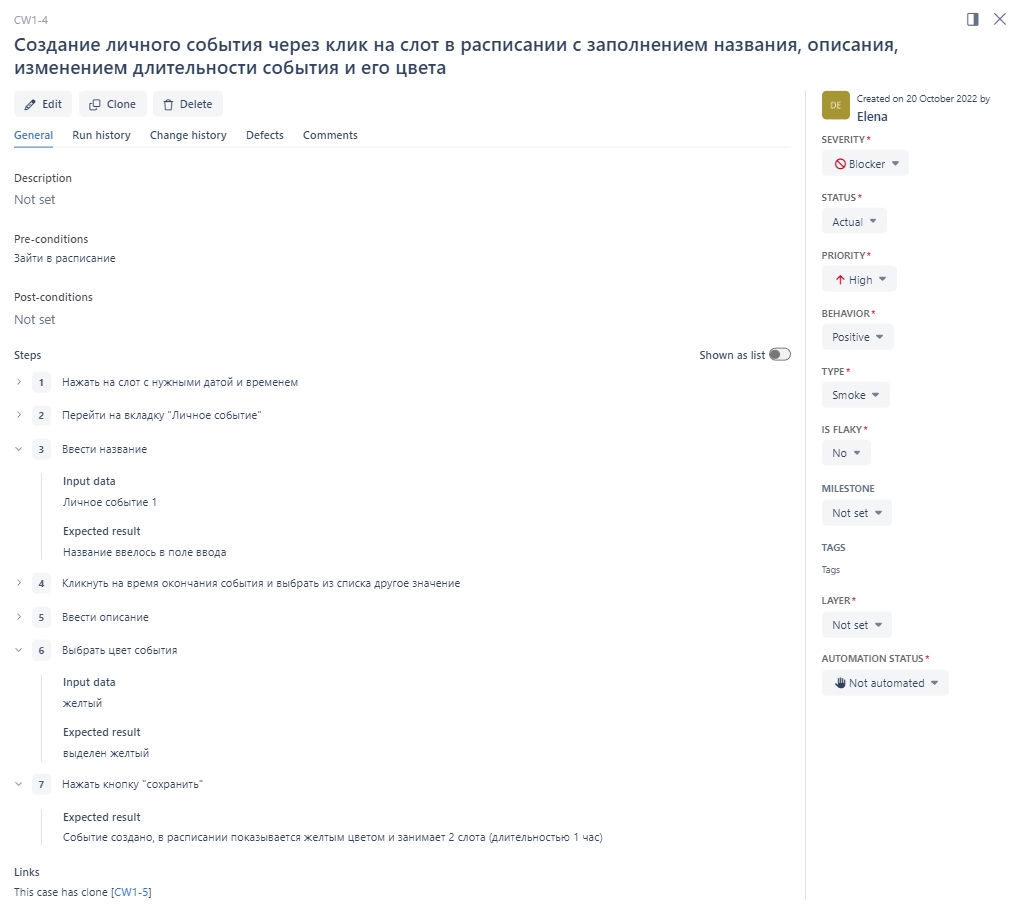 CW1-4
Создание личного события через клик на слот в расписании с заполнением названия, описания,
изменением длительности события и его цвета
Edit
Clone
Delete
General
Run history
Change history
Defects
Comments
Description
Not set
Pre-conditions
Зайти в расписание
Post-conditions
Not set
Steps
Shown as list
1 Нажать на слот с нужными датой и временем
2 Перейти на вкладку "Личное событие"
3 Ввести название
Input data
Личное событие 1
Expected result
Название ввелось в поле ввода
4 Кликнуть на время окончания события и выбрать из списка другое значение
5 Ввести описание
6 Выбрать цвет события
Input data
желтый
Expected result
выделен желтый
7 Нажать кнопку "сохранить"
Expected result
Событие создано, в расписании показывается желтым цветом и занимает 2 слота (длительностью 1 час)
Links
This case has clone [CW1-5]
DE
Created on 20 October 2022 by
Elena
SEVERITY*
Blocker
STATUS*
Actual
PRIORITY*
High
BEHAVIOR*
Positive
TYPE*
Smoke
IS FLAKY*
No
MILESTONE
Not set
TAGS
Tags
LAYER*
Not set
AUTOMATION STATUS*
Not automated